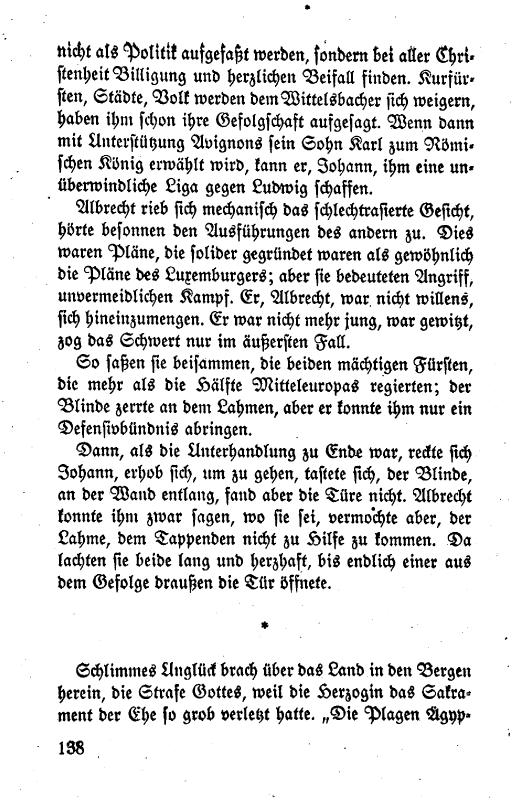 nicht als Politik aufgefaßt werden, sondern bei aller Chri-
stenheit Billigung und herzlichen Beifall finden. Kurfür-
sten, Städte, Volk werden dem Wittelsbacher sich weigern,
haben ihm schon ihre Gefolgschaft aufgesagt. Wenn dann
mit Unterstützung Avignons sein Sohn Karl zum Römi-
schen König erwählt wird, kann er, Johann, ihm eine un-
überwindliche Liga gegen Ludwig schaffen.
Albrecht rieb sich mechanisch das schlechtrasierte Gesicht,
hörte besonnen den Ausführungen des andern zu. Dies
waren Pläne, die solider gegründet waren als gewöhnlich
die Pläne des Luxemburgers; aber sie bedeuteten Angriff,
unvermeidlichen Kampf. Er, Albrecht, war nicht willens,
sich hineinzumengen. Er war nicht mehr jung, war gewitzt,
zog das Schwert nur im äußersten Fall.
So saßen sie beisammen, die beiden mächtigen Fürsten,
die mehr als die Hälfte Mitteleuropas regierten; der
Blinde zerrte an dem Lahmen, aber er konnte ihm nur ein
Defensivbündnis abringen.
Dann, als die Unterhandlung zu Ende war, reckte sich
Johann, erhob sich, um zu gehen, tastete sich, der Blinde,
an der Wand entlang, fand aber die Türe nicht. Albrecht
konnte ihm zwar sagen, wo sie sei, vermochte aber, der
Lahme, dem Tappenden nicht zu Hilfe zu kommen. Da
lachten sie beide lang und herzhaft, bis endlich einer aus
dem Gefolge draußen die Tür öffnete.
*
Schlimmes Unglück brach über das Land in den Bergen
herein, die Strafe Gottes, weil die Herzogin das Sakra-
ment der Ehe so grob verletzt hatte. „Die Plagen Ägyp-
138